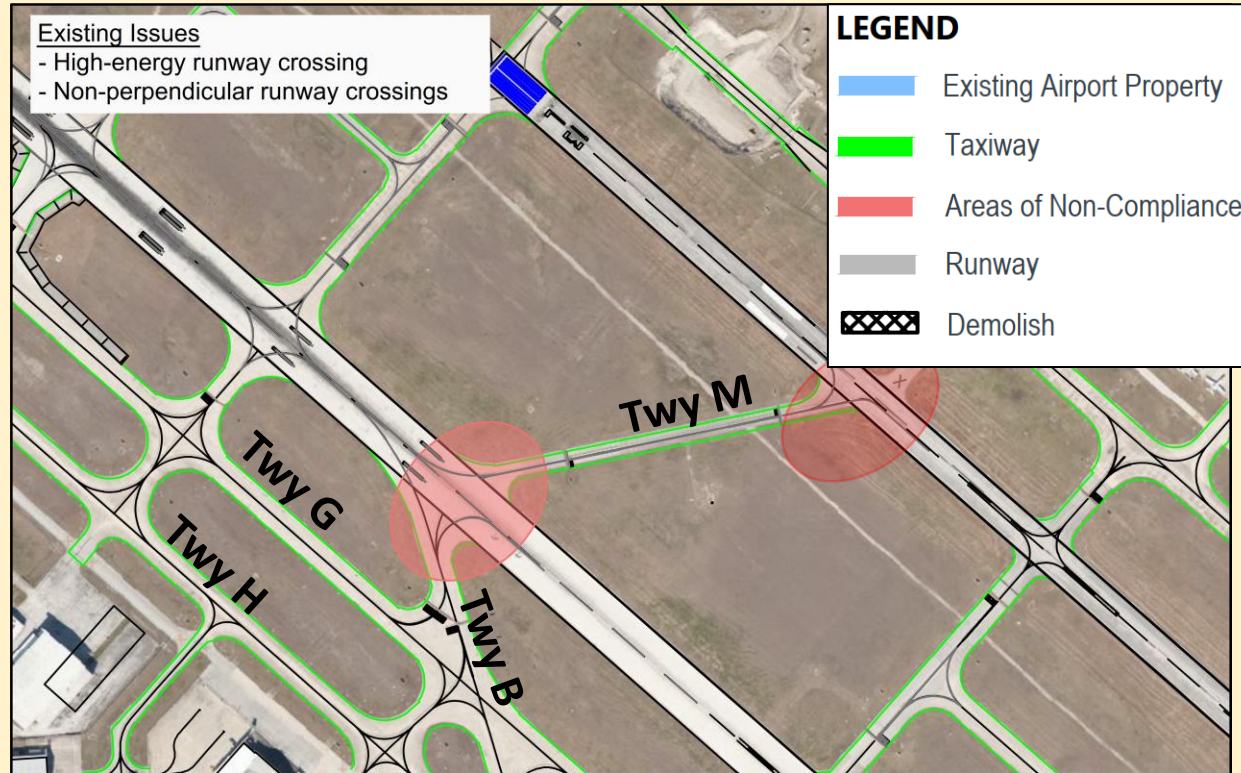 Existing Issues
- High-energy runway crossing
- Non-perpendicular runway crossings
LEGEND
Existing Airport Property
Taxiway
Areas of Non-Compliance
Runway
Demolish
Twy M
Twy G
Twy H
Twy B
X